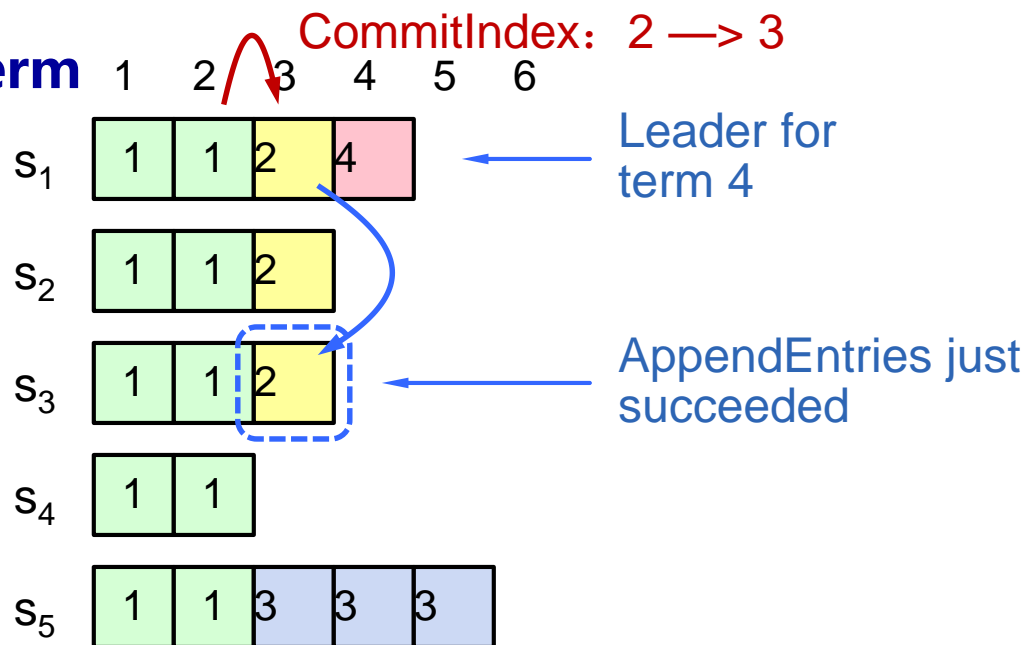 CommitIndex： 2 —> 3
erm 1 2 3 4 5 6
s1 1 1 2 4
Leader for
term 4
s2 1 1 2
s3 1 1 2
AppendEntries just
succeeded
s4 1 1
s5 1 1 3 3 3